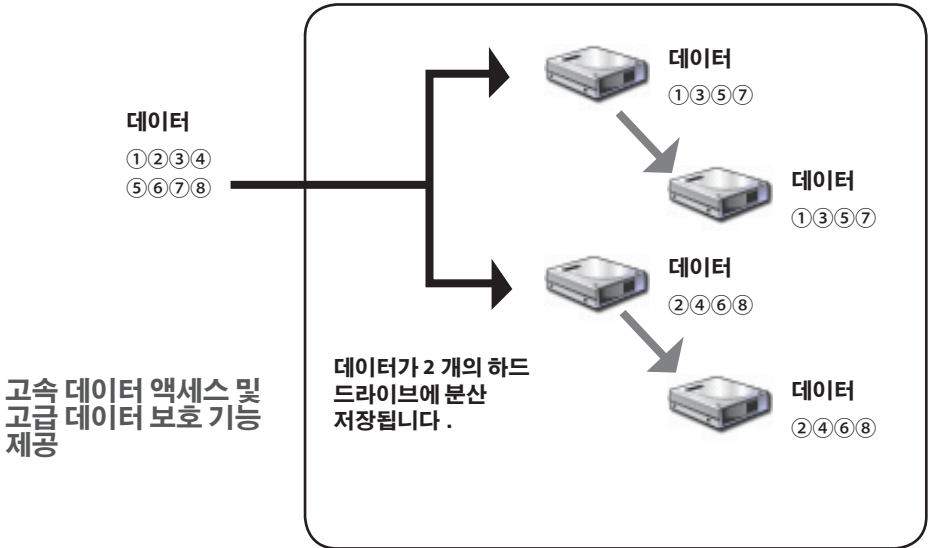 데이터
①②③④
⑤⑥⑦⑧
데이터
①③⑤⑦
데이터
①③⑤⑦
데이터
②④⑥⑧
데이터
②④⑥⑧
데이터가 2 개의 하드
드라이브에 분산
저장됩니다 .
고속 데이터 액세스 및
고급 데이터 보호 기능
제공